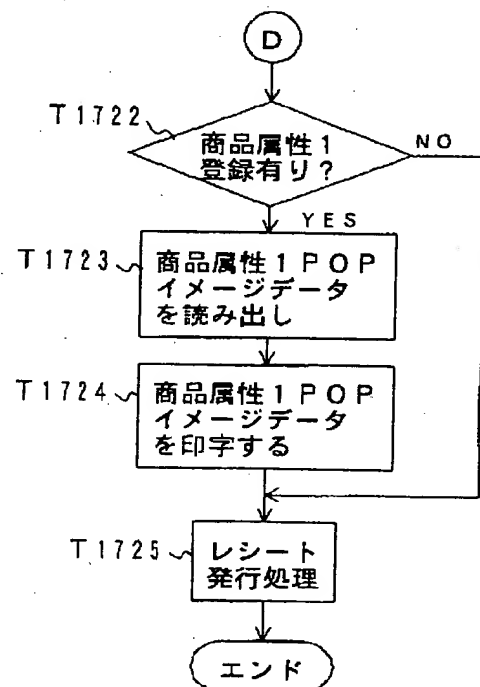 D
T1722
商品属性1
登録有り?
NO
YES
T1723
商品属性1POP
イメージデータ
を読み出し
T1724
商品属性1POP
イメージデータ
を印字する
T1725
レシート
発行処理
エンド